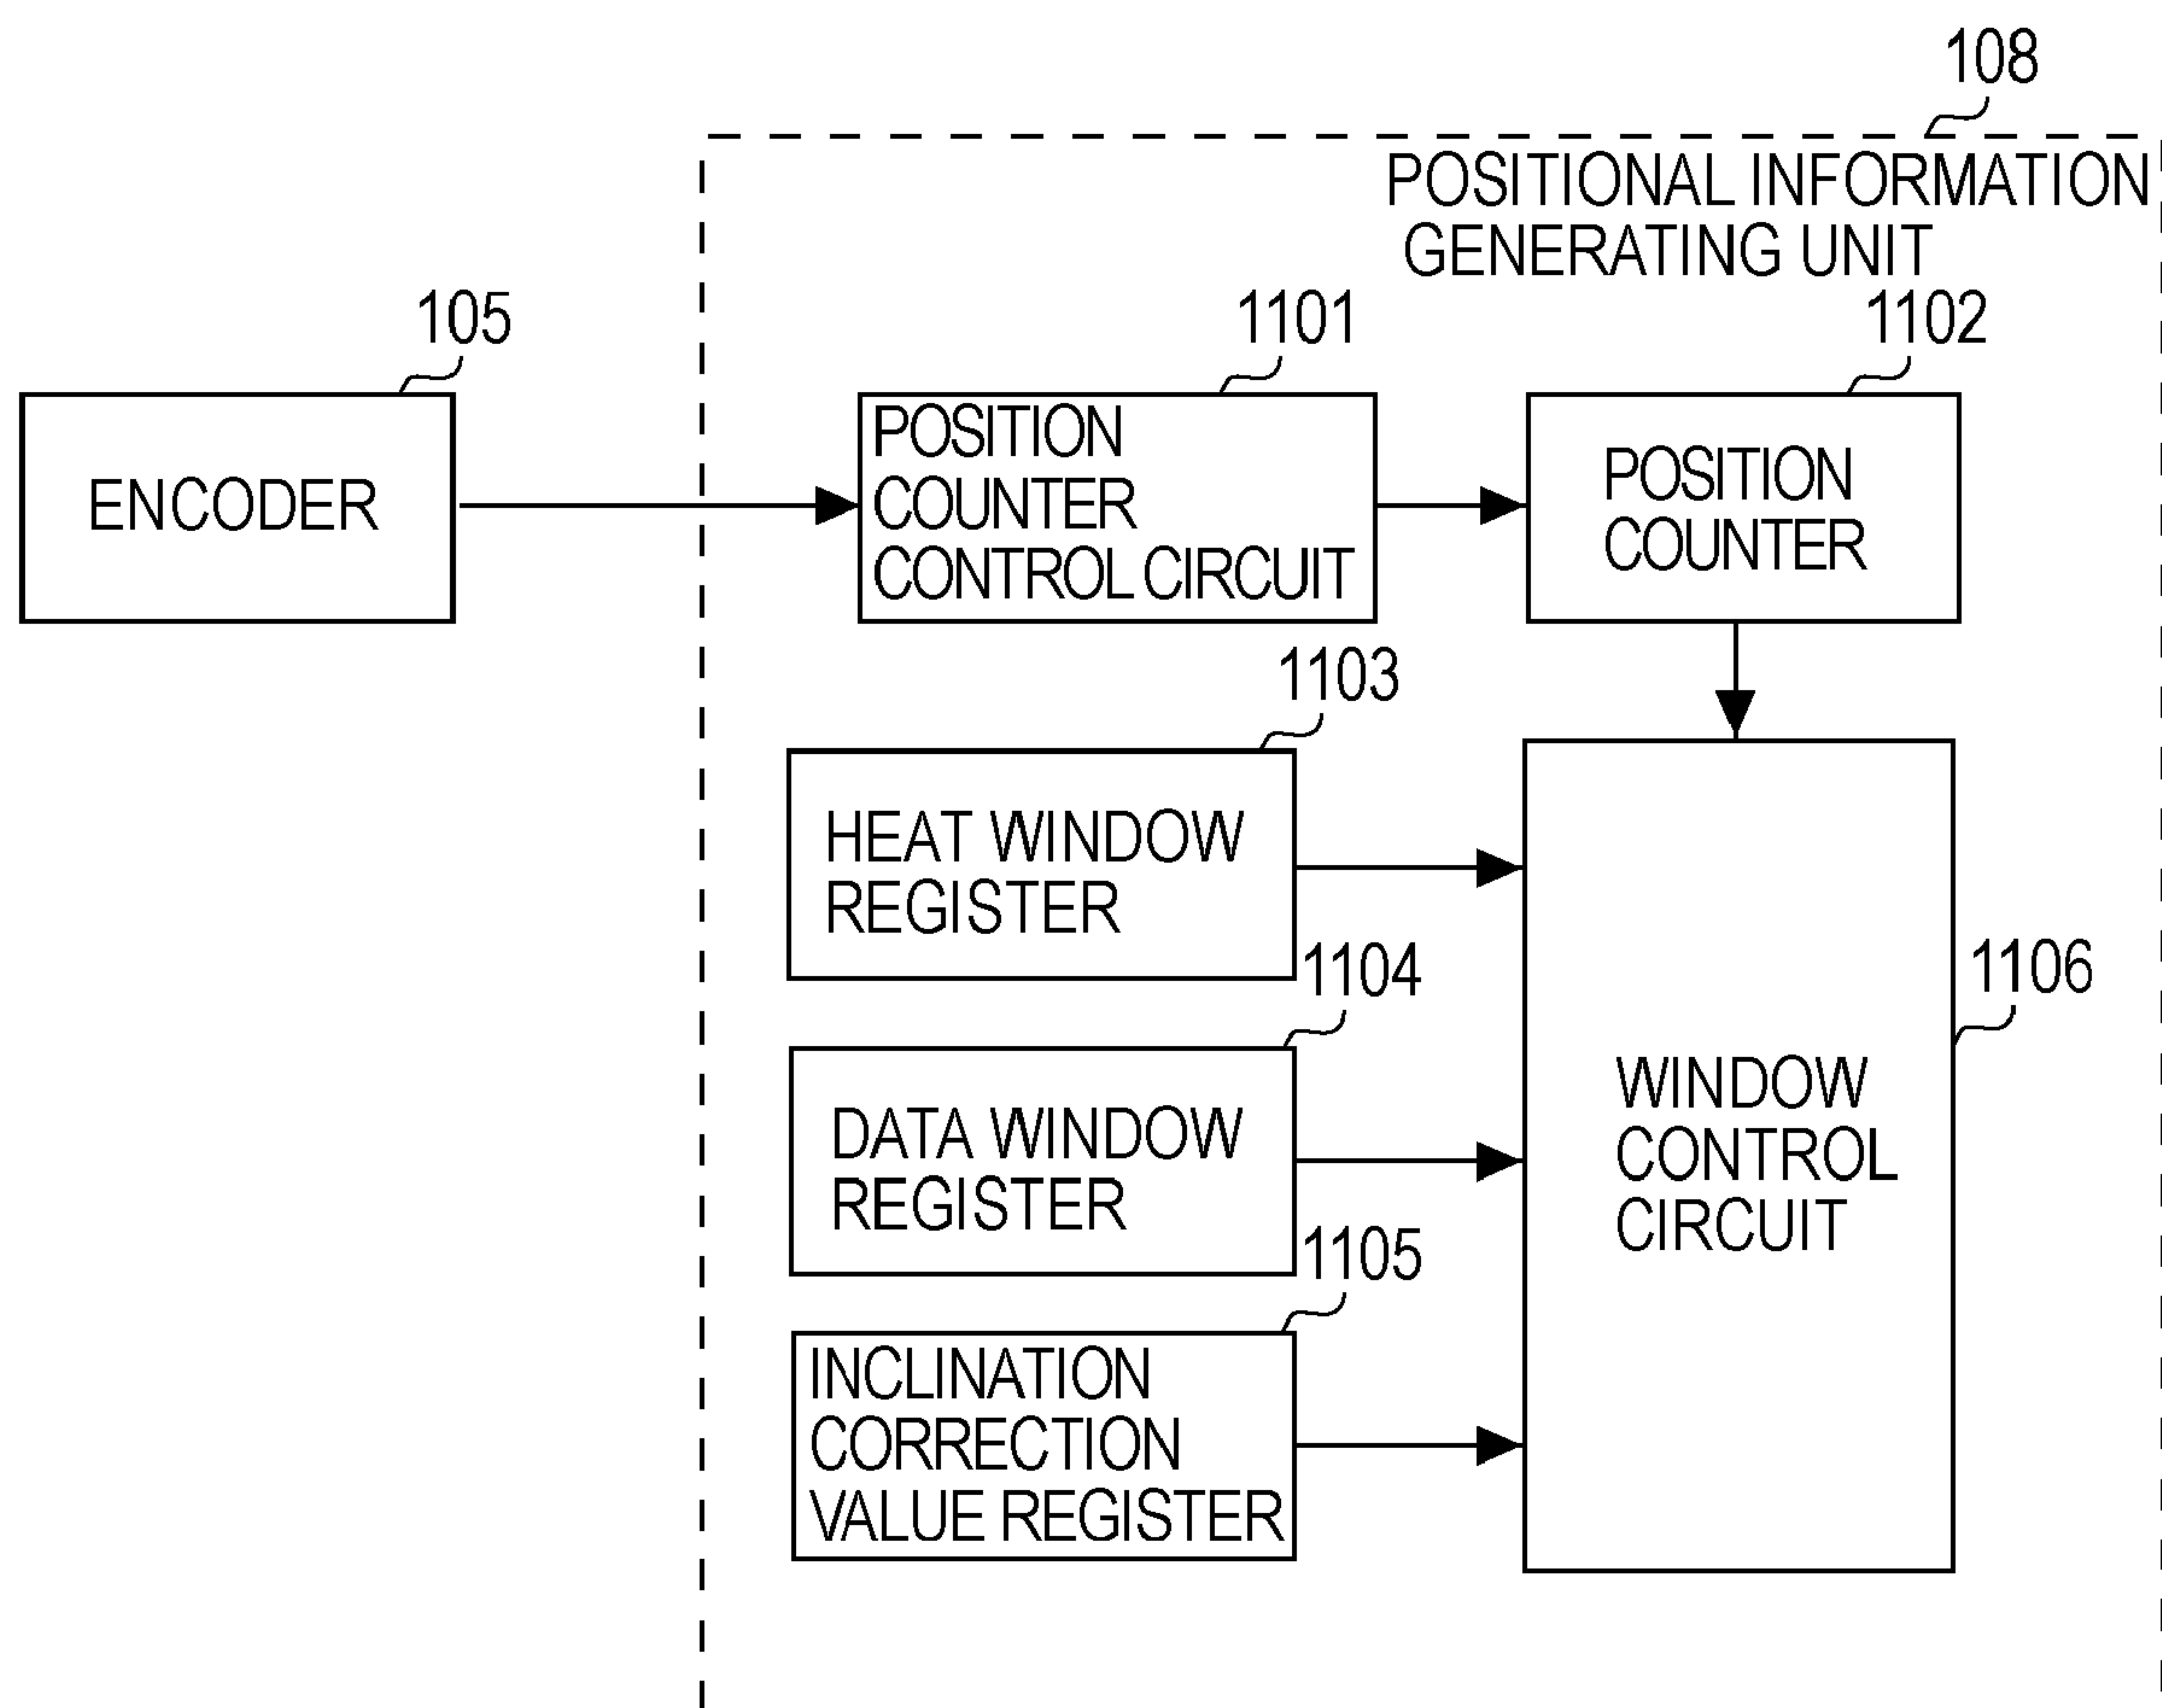 108
POSITIONAL INFORMATION
GENERATING UNIT
105
1101
1102
ENCODER
POSITION
COUNTER
CONTROL CIRCUIT
POSITION
COUNTER
1103
HEAT WINDOW
REGISTER
1104
DATA WINDOW
REGISTER
1105
INCLINATION
CORRECTION
VALUE REGISTER
1106
WINDOW
CONTROL
CIRCUIT